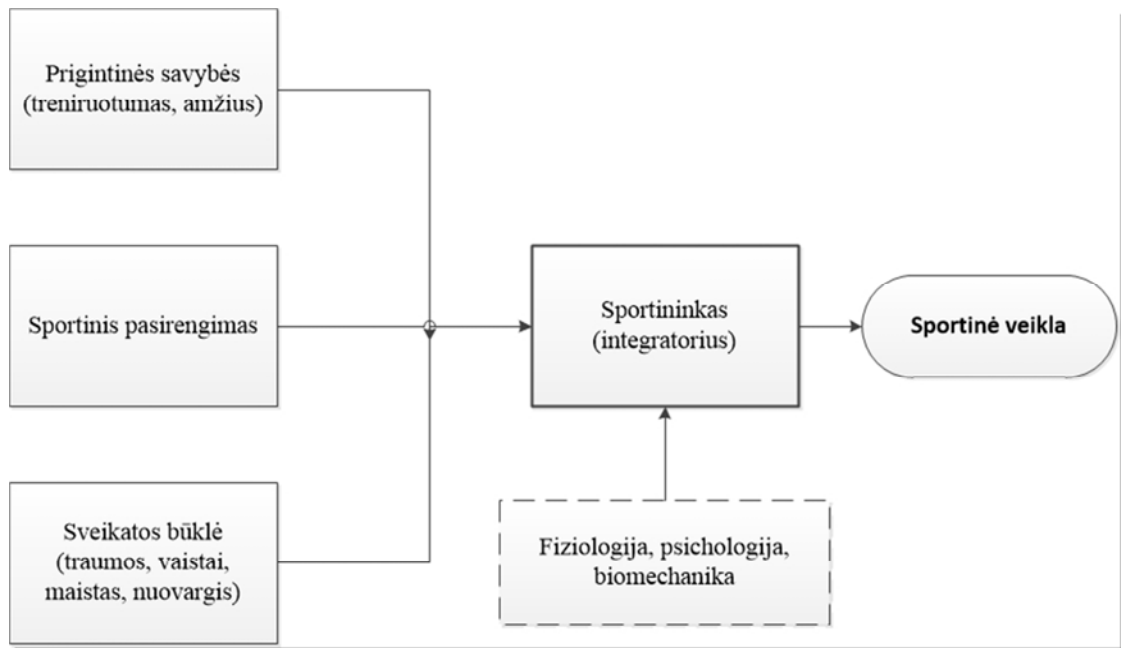 Prigintinės savybės
(treniruotumas, amžius)
Sportinis pasirengimas
Sveikatos būklė
(traumos, vaistai,
maistas, nuovargis)
Sportininkas
(integratorius)
Fiziologija, psichologija,
biomechanika
Sportinė veikla